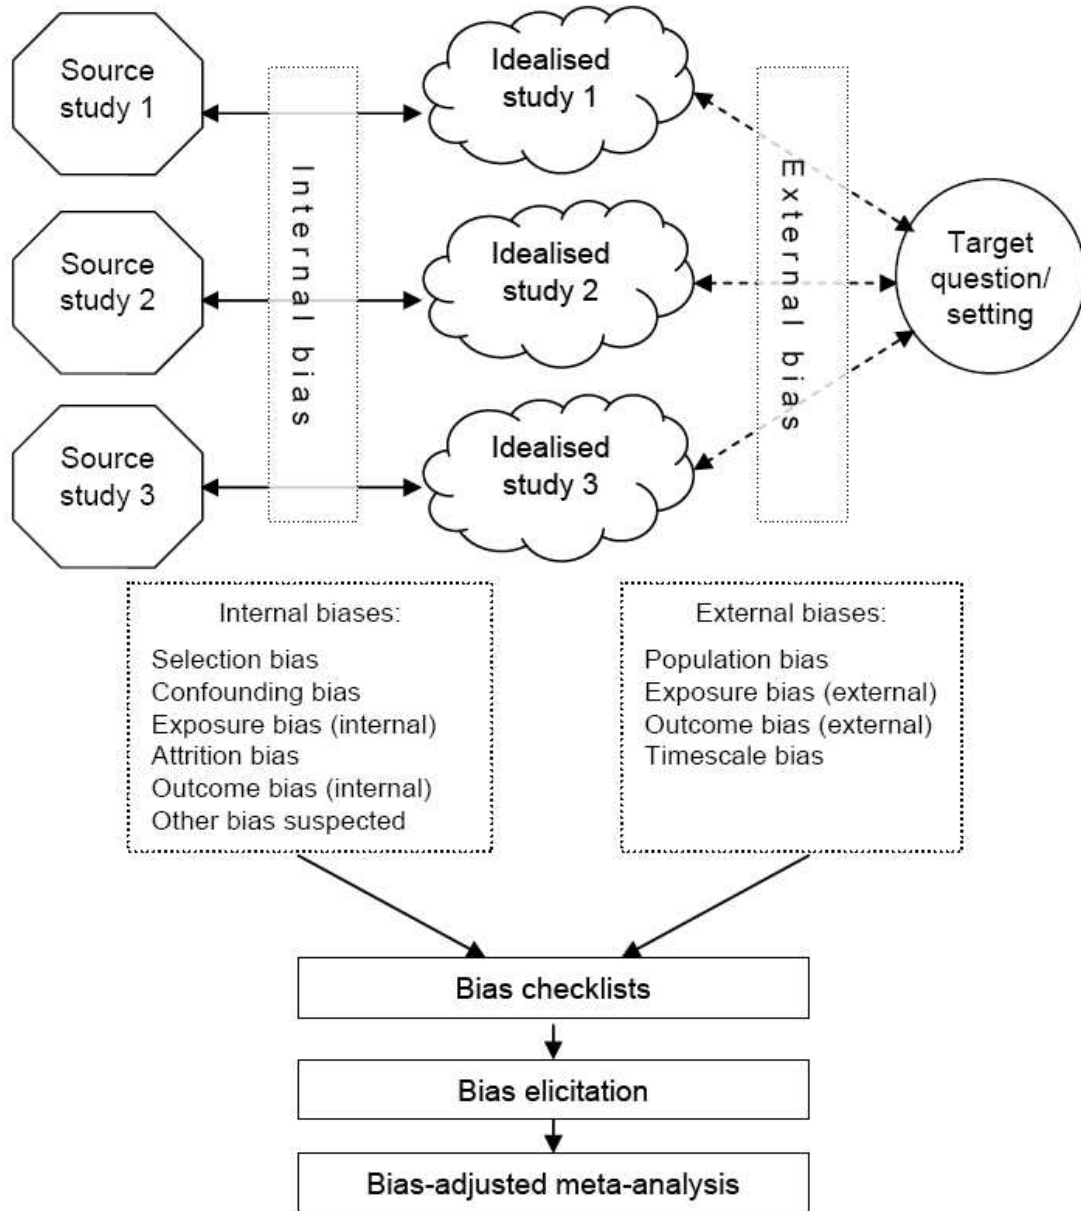 Source
study 1
Idealised
study 1
Source
study 2
Idealised
study 2
Source
study 3
Idealised
study 3
Internal bias
External bias
Target
question/
setting
Internal biases:
Selection bias
Confounding bias
Exposure bias (internal)
Attrition bias
Outcome bias (internal)
Other bias suspected
External biases:
Population bias
Exposure bias (external)
Outcome bias (external)
Timescale bias
Bias checklists
Bias elicitation
Bias-adjusted meta-analysis